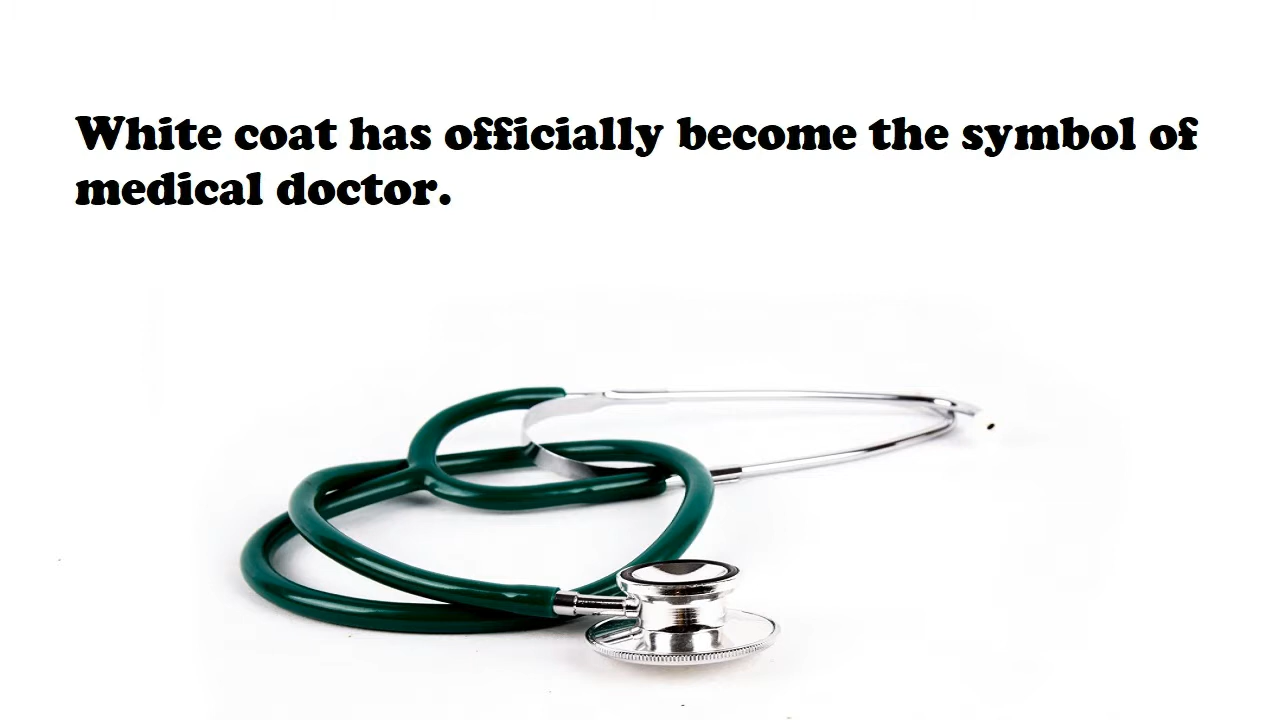 White coat has officially become the symbol of
medical doctor.